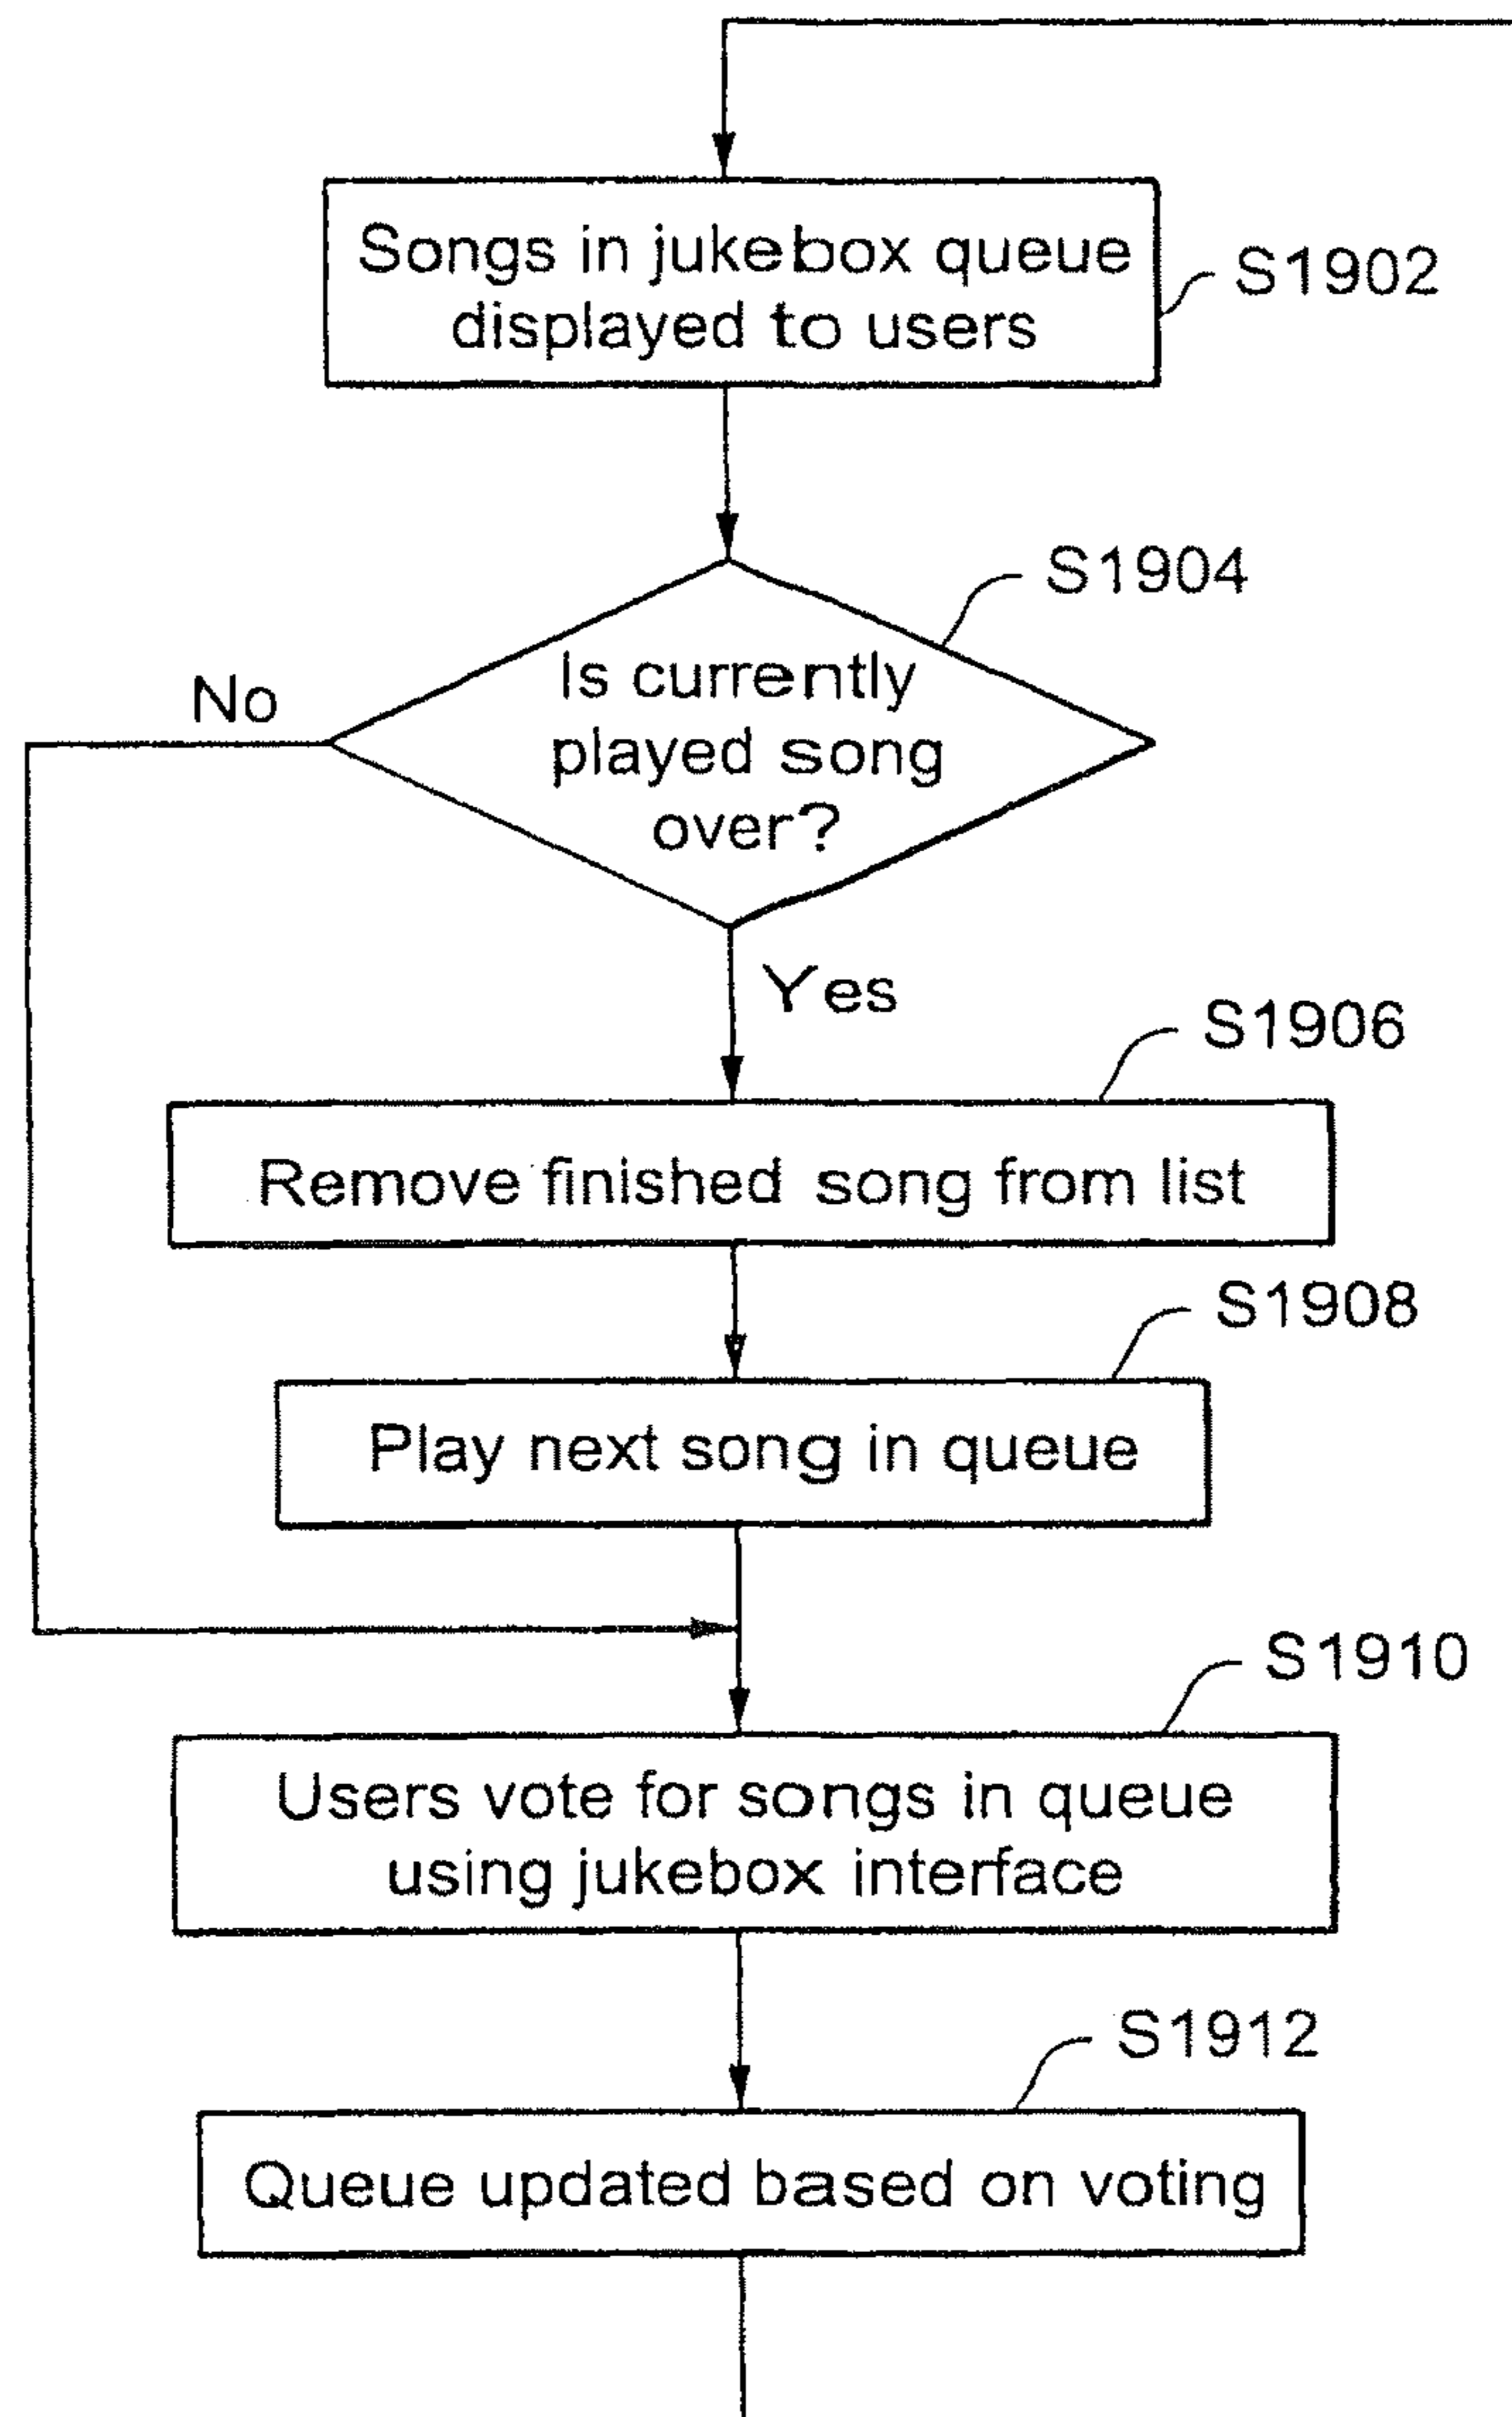 Songs in jukebox queue
displayed to users
S1902
S1904
Is currently
played song
over?
No
Yes
S1906
Remove finished song from list
S1908
Play next song in queue
S1910
Users vote for songs in queue
using jukebox interface
S1912
Queue updated based on voting